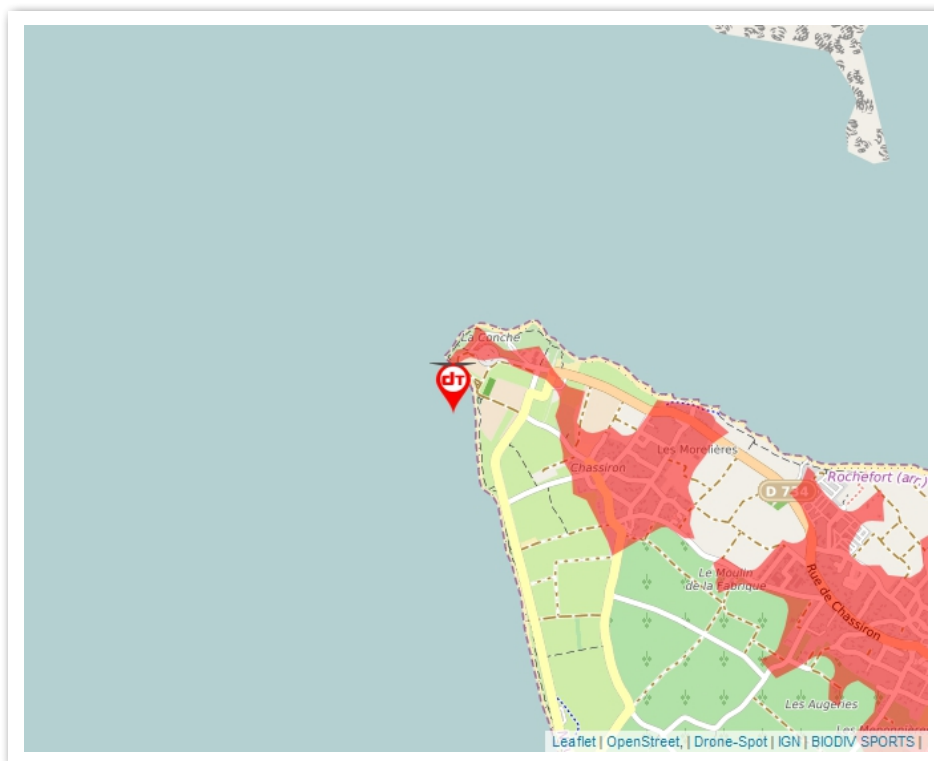 La Conche
dT
Les Morelières
Chassiron
Rochefort (arr.)
D 734
Le Moulin
de la Fabrique
Rue de Chassiron
Les Augeries
Leaflet | OpenStreet, | Drone-Spot | IGN | BIODIV SPORTS |